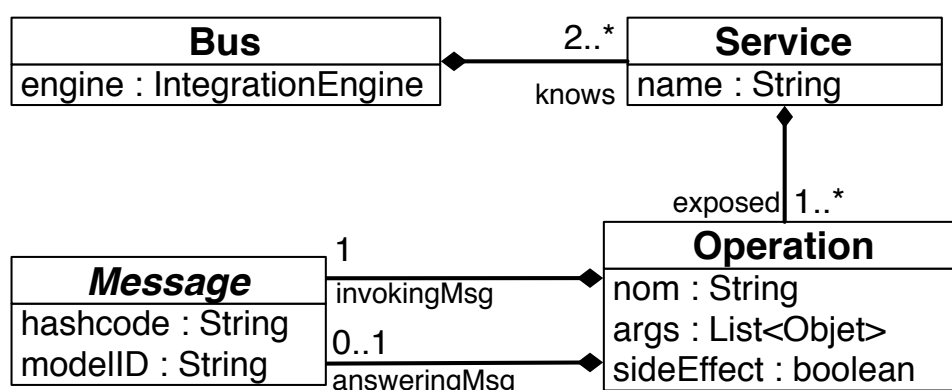 Bus
engine : IntegrationEngine
2..*
knows
Service
name : String
exposed 1..*
Message
hashcode : String
modelID : String
1
invokingMsg
0..1
answeringMsg
Operation
nom : String
args : List<Objet>
sideEffect : boolean